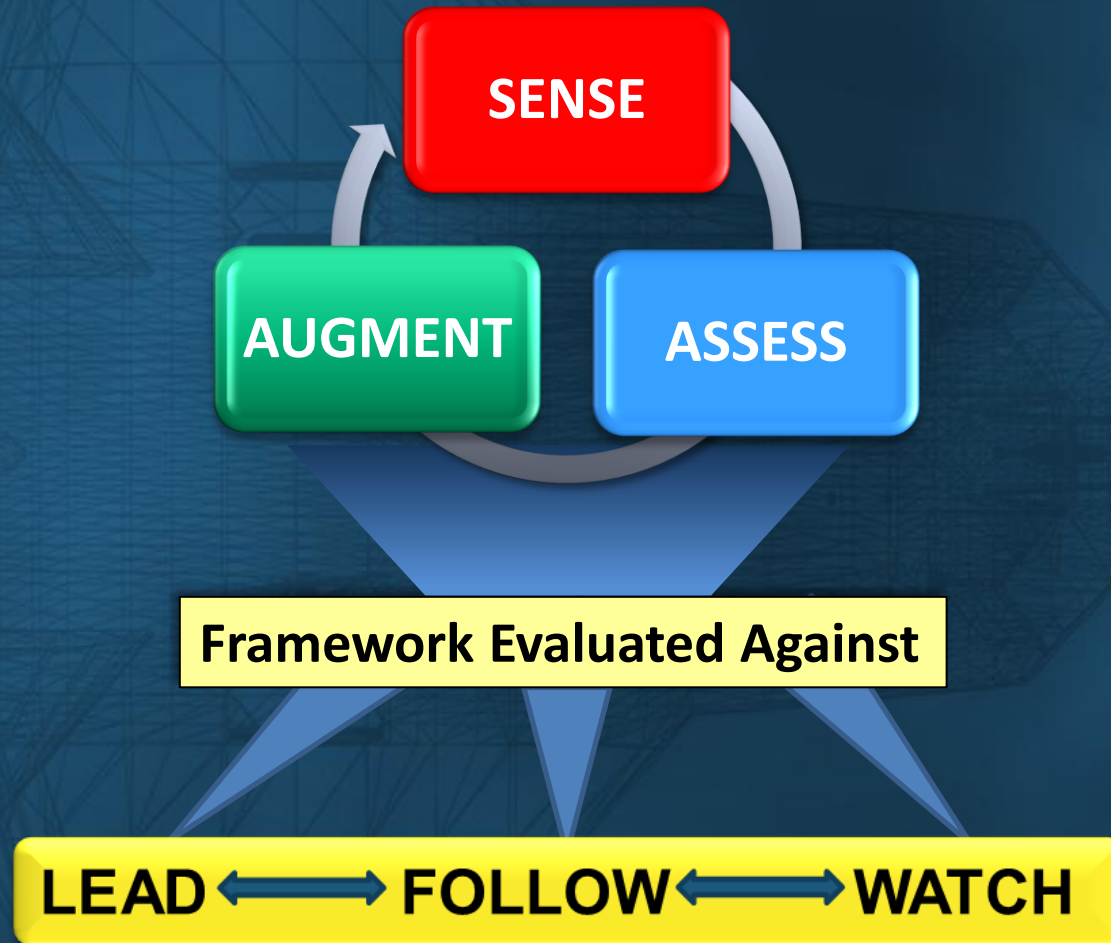 SENSE
AUGMENT
ASSESS
Framework Evaluated Against
LEAD FOLLOW WATCH